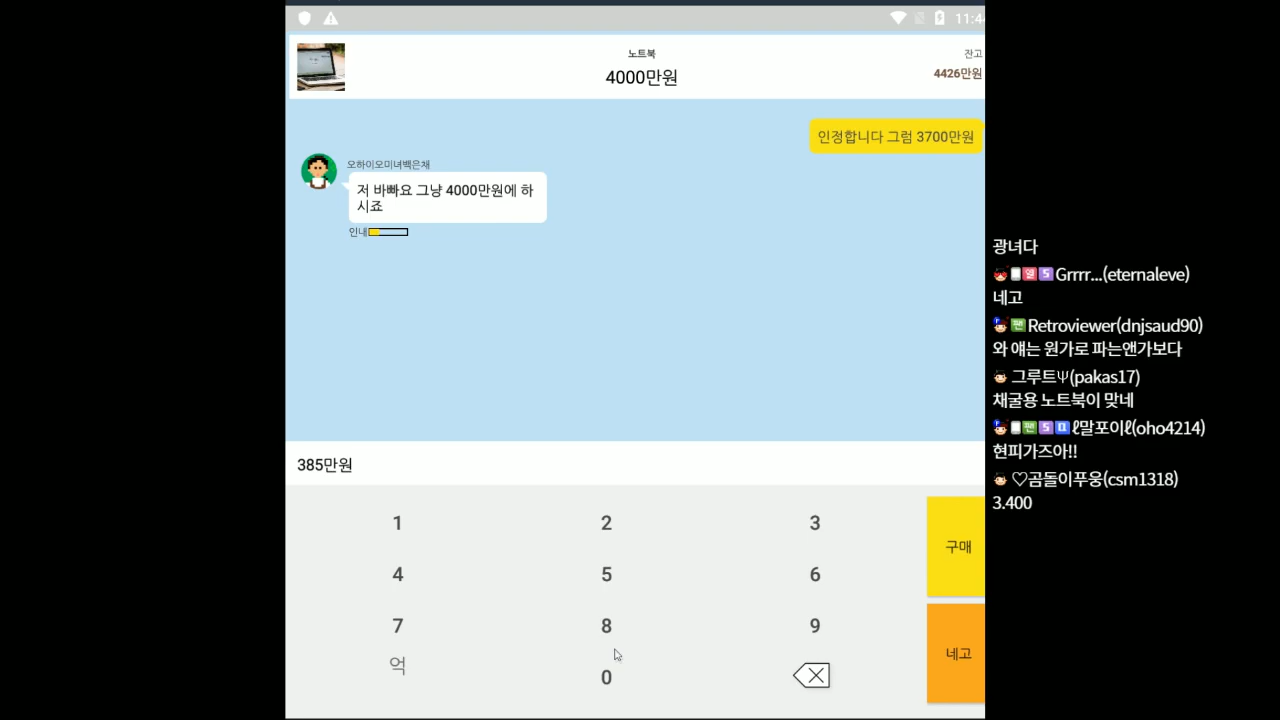 11:4
노트북
4000만원
잔고
4426만원
인정합니다 그럼 3700만원
오하이오미녀백은채
저 바빠요 그냥 4000만원에 하
시죠
인내
385만원
1
2
3
구매
4
5
6
7
8
9
네고
억
0
광녀다
열 5 Grrrr...(eternaleve)
네고
팬 Retroviewer(dnjsaud90)
와 얘는 원가로 파는앤가보다
그루트Ψ(pakas17)
채굴용 노트북이 맞네
팬 5 ℓ말포이ℓ(oho4214)
현피가즈아!!
♡곰돌이푸웅(csm1318)
3.400